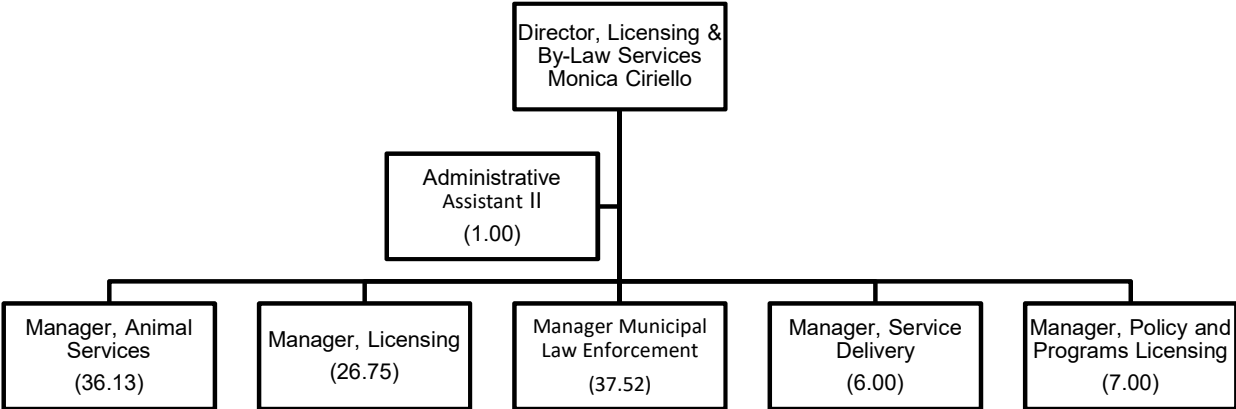 Director, Licensing &
By-Law Services
Monica Ciriello
Administrative
Assistant II
(1.00)
Manager, Animal
Services
(36.13)
Manager, Licensing
(26.75)
Manager Municipal
Law Enforcement
(37.52)
Manager, Service
Delivery
(6.00)
Manager, Policy and
Programs Licensing
(7.00)